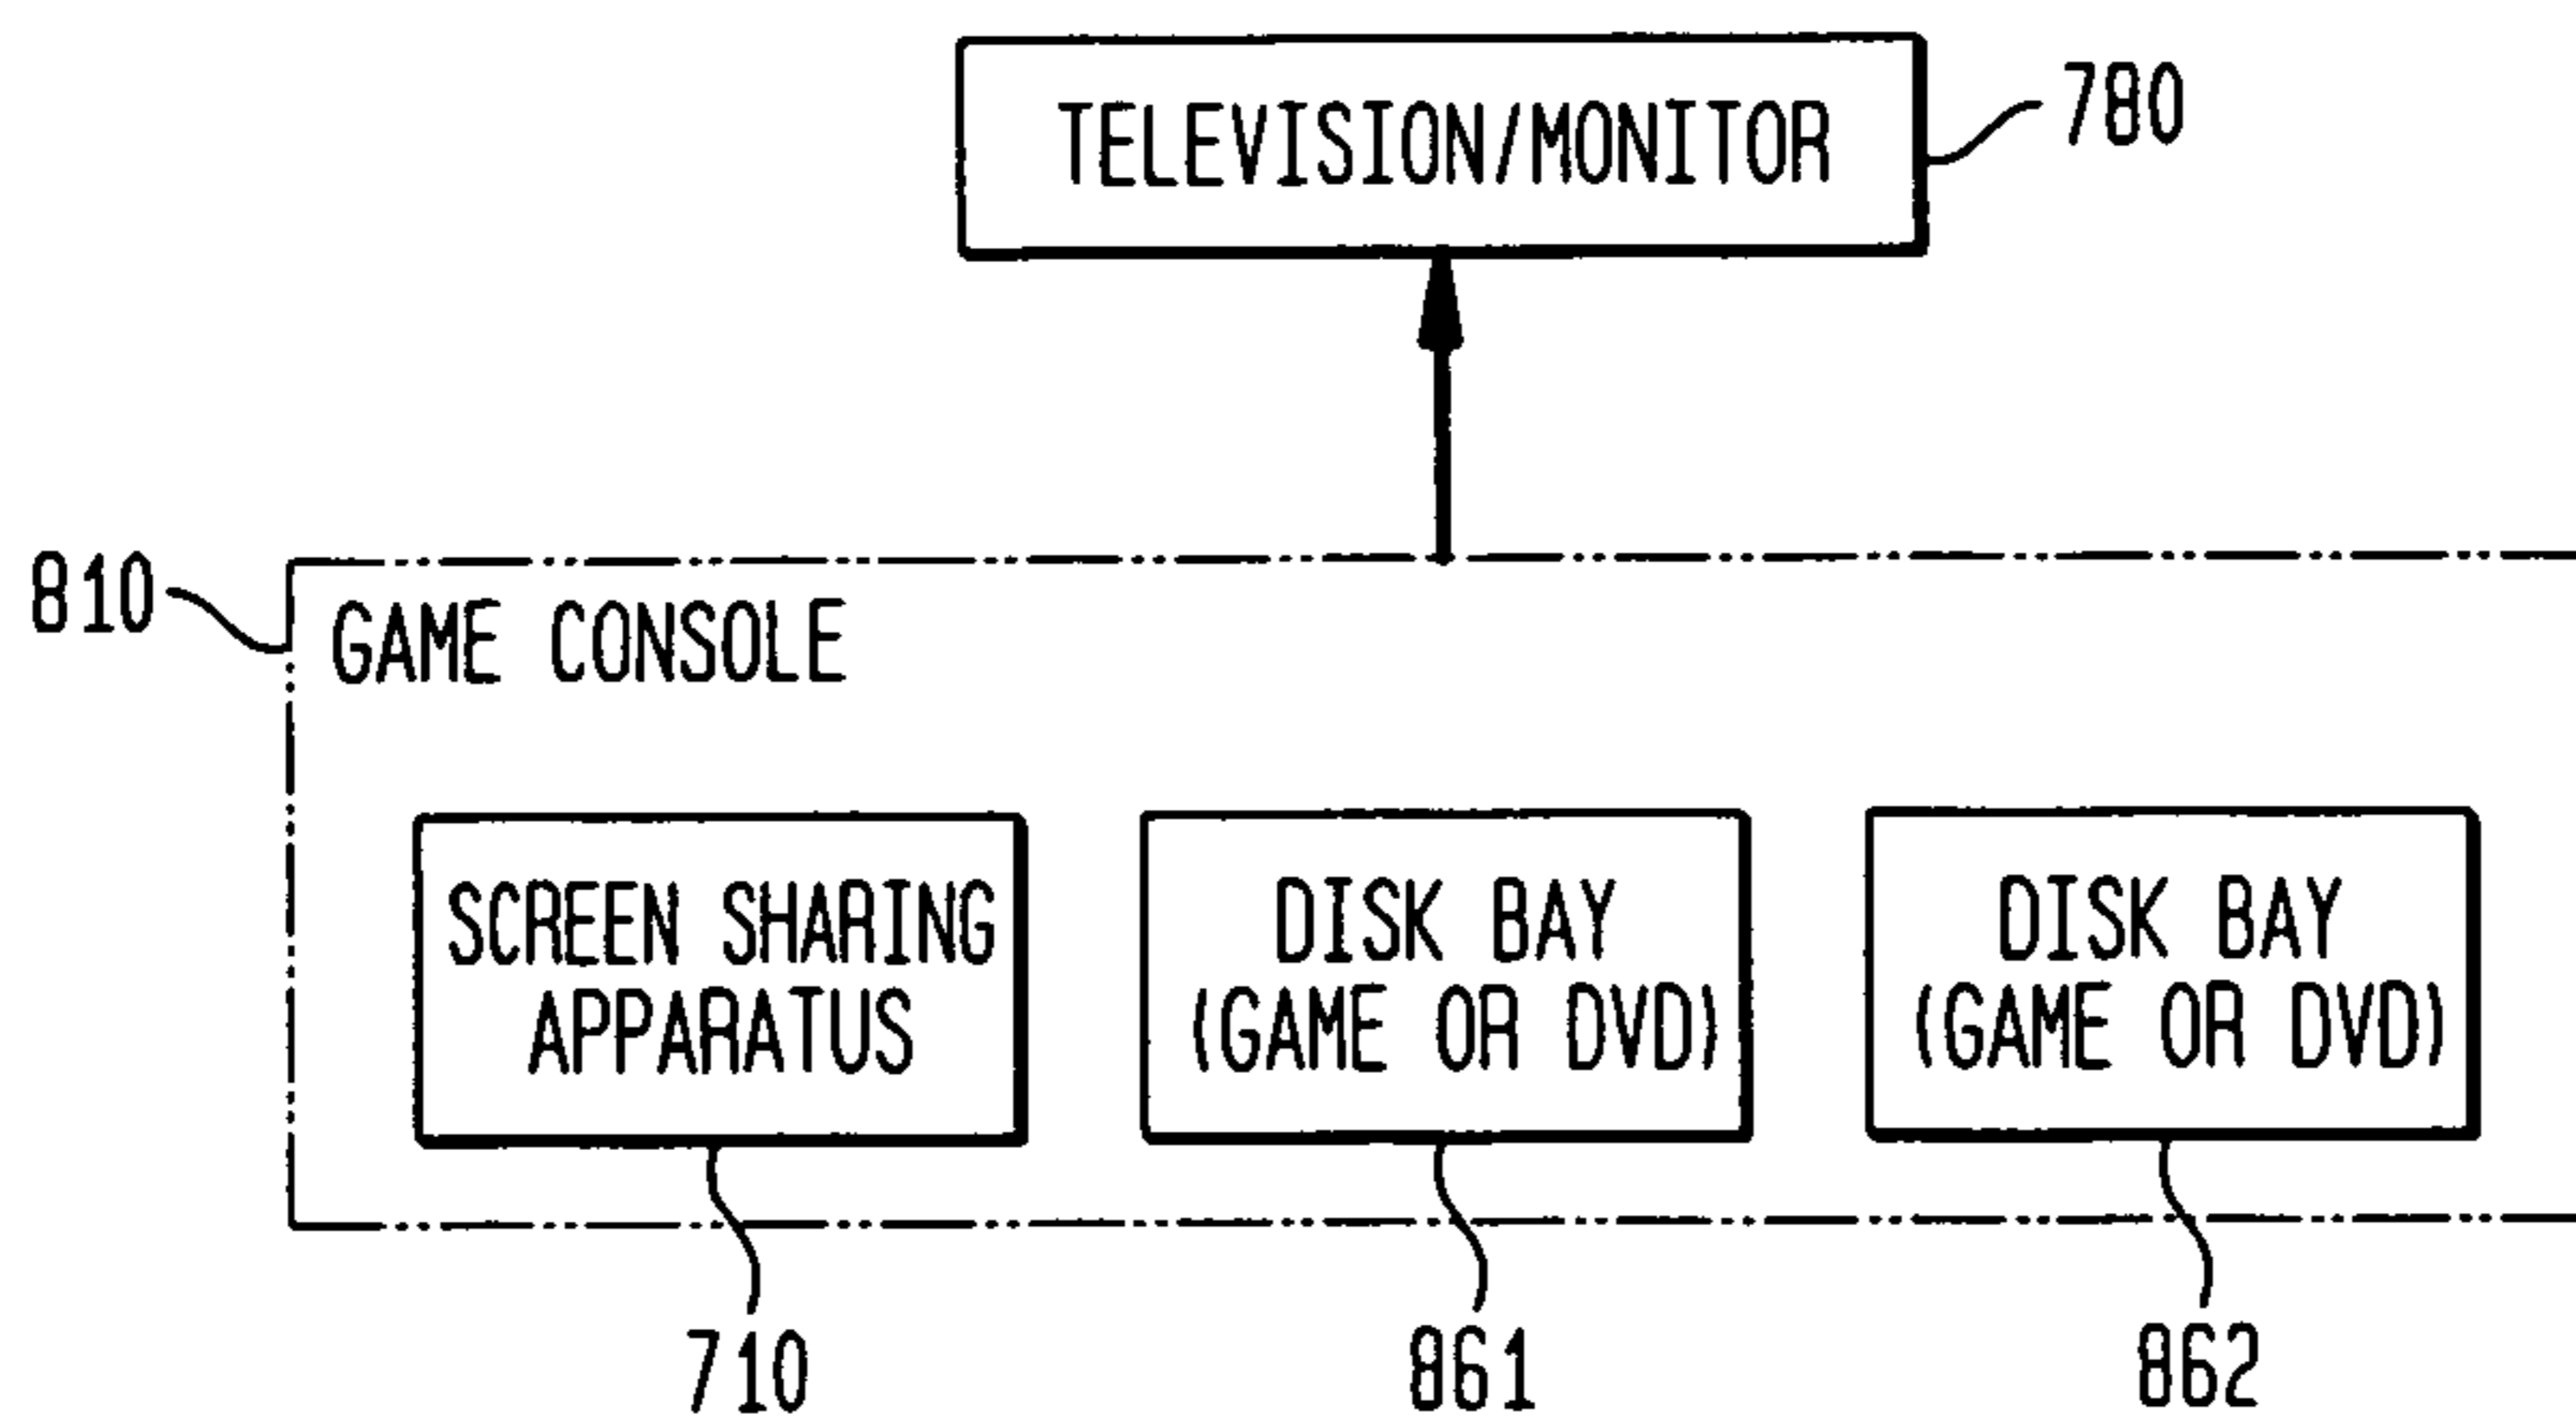 TELEVISION/MONITOR
780
810
GAME CONSOLE
SCREEN SHARING
APPARATUS
DISK BAY
(GAME OR DVD)
DISK BAY
(GAME OR DVD)
710
861
862